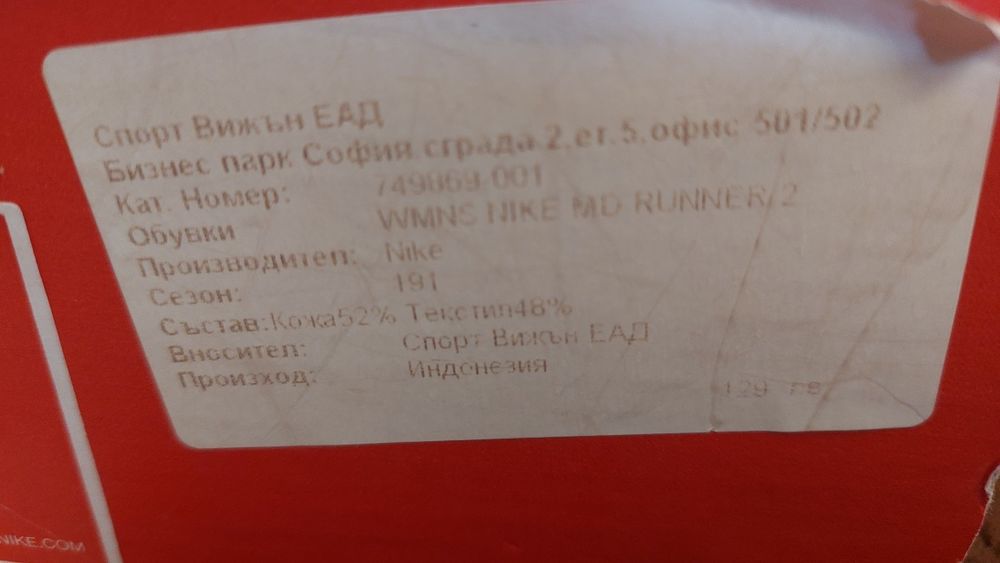 Спорт Вижън ЕАД
Бизнес парк София сграда 2, ет.5, офис 501/502
Кат. Номер: 749869 001
Обувки WMNS NIKE MD RUNNER 2
Производител: Nike
Сезон: 191
Състав:Кожа52% Текстил48%
Вносител: Спорт Вижън ЕАД
Произход: Индонезия
129 лв
NIKE.COM